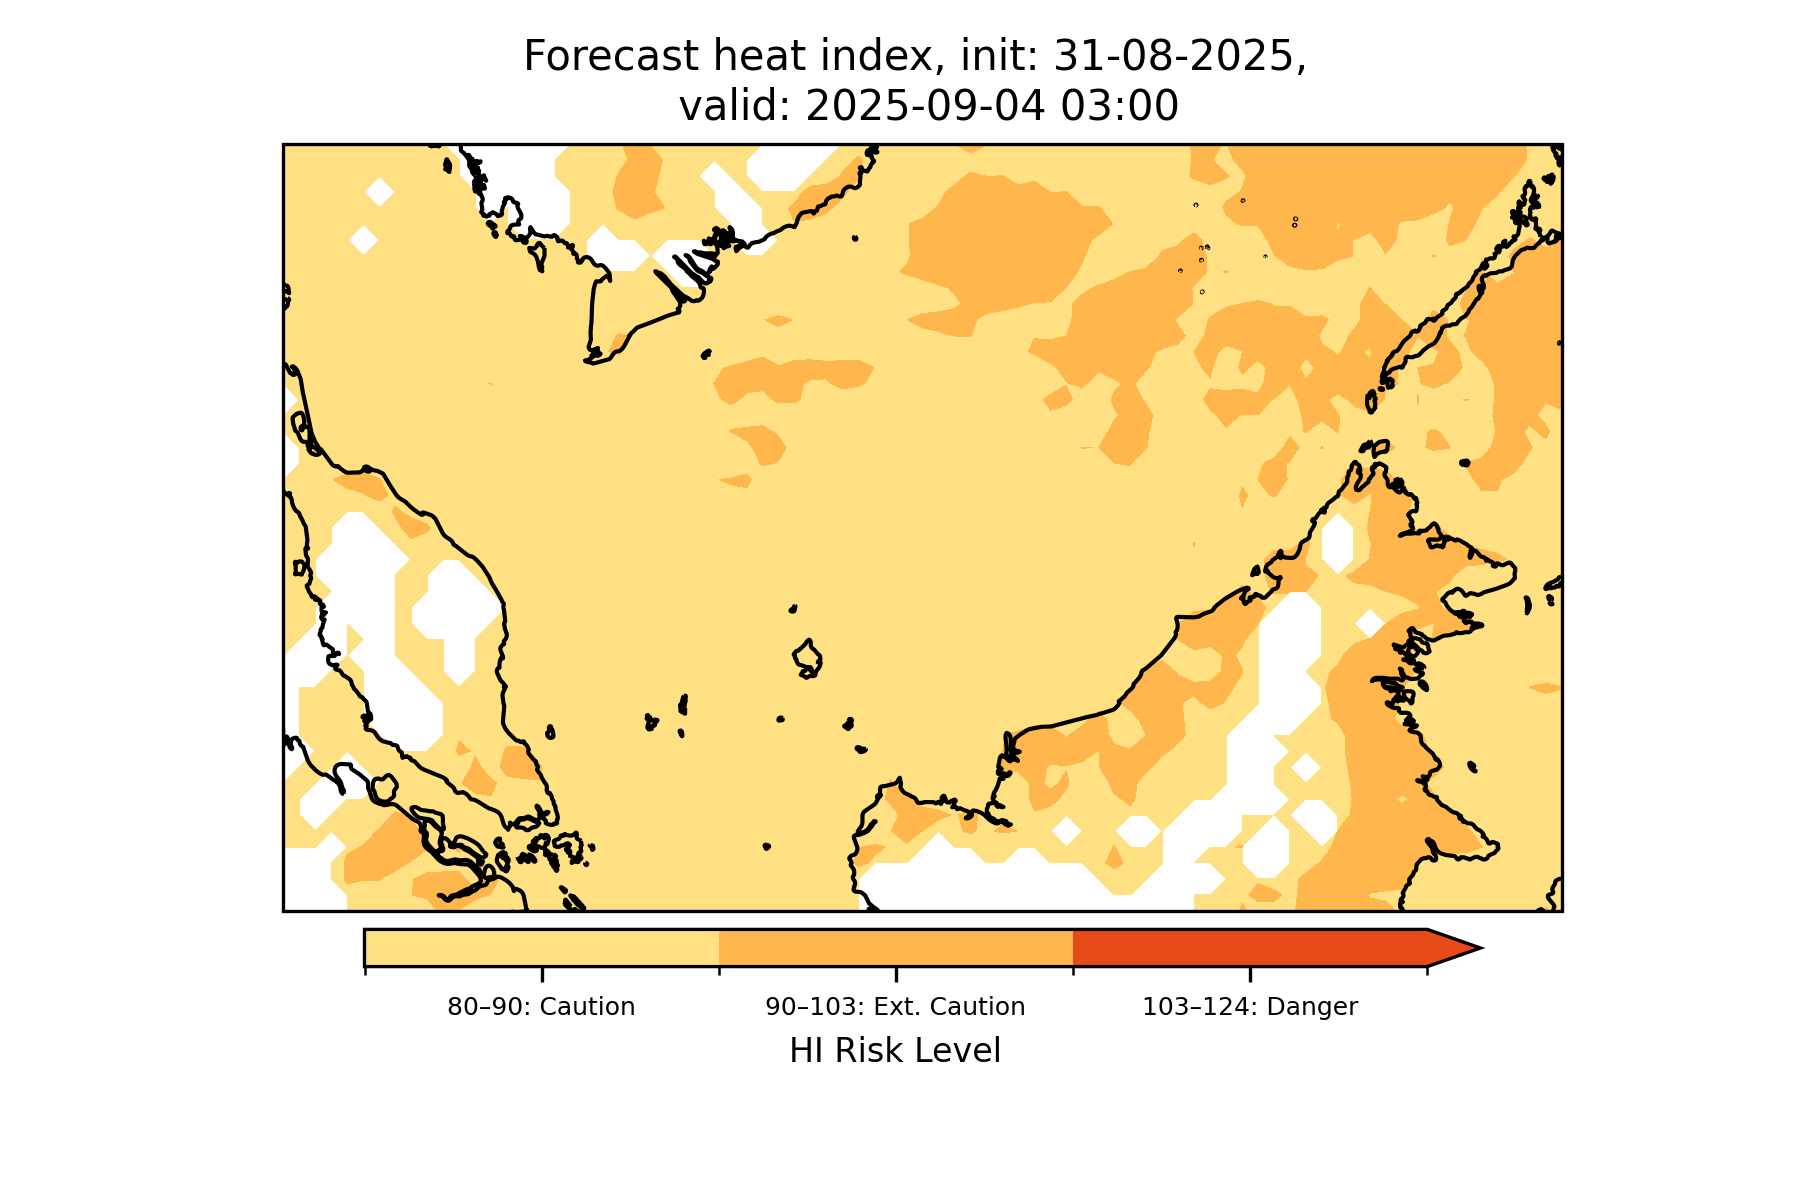 Forecast heat index, init: 31-08-2025,
valid: 2025-09-04 03:00
80–90: Caution
90–103: Ext. Caution
103–124: Danger
HI Risk Level